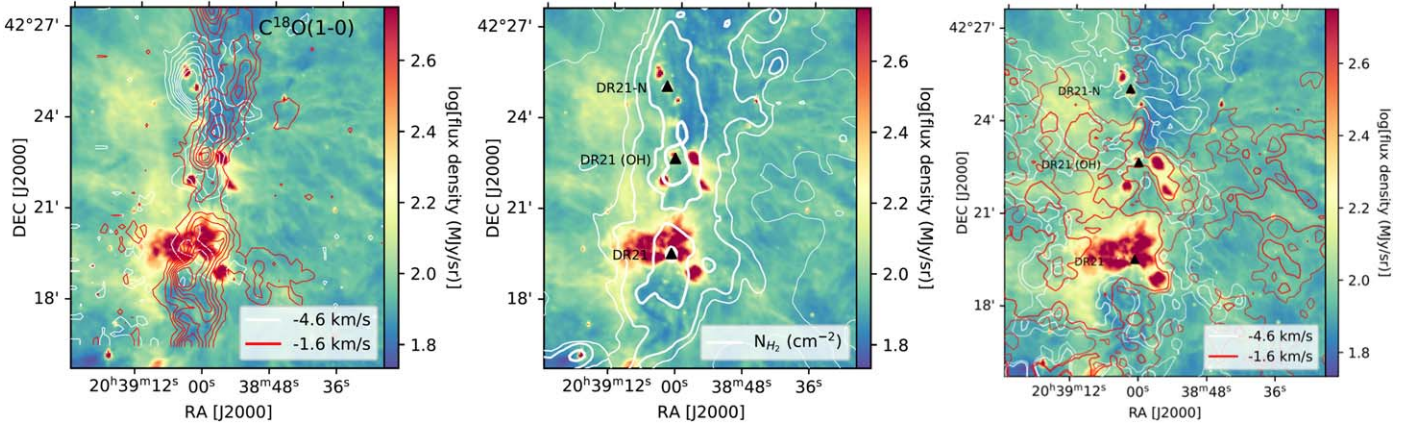 C¹⁸O(1-0)
42°27'
24'
21'
18'
DEC [J2000]
20ʰ39ᵐ12ˢ 00ˢ 38ᵐ48ˢ 36ˢ
RA [J2000]
-4.6 km/s
-1.6 km/s
2.6
2.4
2.2
2.0
1.8
log[flux density (MJy/sr)]
42°27'
24'
21'
18'
DEC [J2000]
DR21-N
DR21 (OH)
DR21
20ʰ39ᵐ12ˢ 00ˢ 38ᵐ48ˢ 36ˢ
RA [J2000]
N_{H₂} (cm⁻²)
2.6
2.4
2.2
2.0
1.8
log[flux density (MJy/sr)]
42°27'
24'
21'
18'
DEC [J2000]
DR21-N
DR21 (OH)
DR21
20ʰ39ᵐ12ˢ 00ˢ 38ᵐ48ˢ 36ˢ
RA [J2000]
-4.6 km/s
-1.6 km/s
2.6
2.4
2.2
2.0
1.8
log[flux density (MJy/sr)]